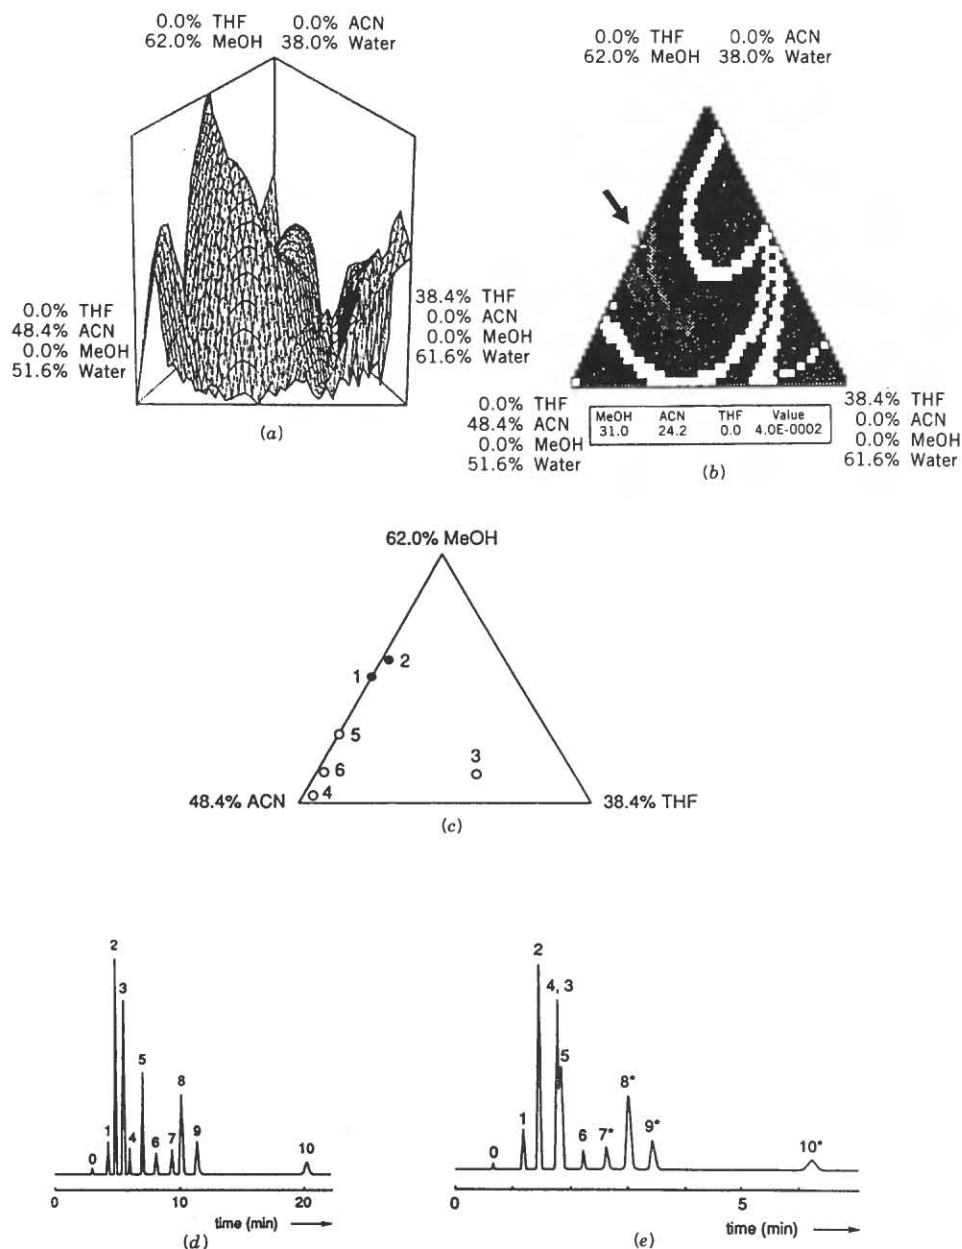 0.0% THF 0.0% ACN
62.0% MeOH 38.0% Water
0.0% THF
48.4% ACN
0.0% MeOH
51.6% Water
38.4% THF
0.0% ACN
0.0% MeOH
61.6% Water
(a)
0.0% THF 0.0% ACN
62.0% MeOH 38.0% Water
0.0% THF
48.4% ACN
0.0% MeOH
51.6% Water
MeOH ACN THF Value
31.0 24.2 0.0 4.0E-0002
38.4% THF
0.0% ACN
0.0% MeOH
61.6% Water
(b)
62.0% MeOH
2
1
5
3
6
4
48.4% ACN
38.4% THF
(c)
2
3
5
8
1
4
6
7
9
10
0
0 10 20
time (min)
(d)
2
4, 3
5
8*
1
6
7*
9*
10*
0
0 5
time (min)
(e)